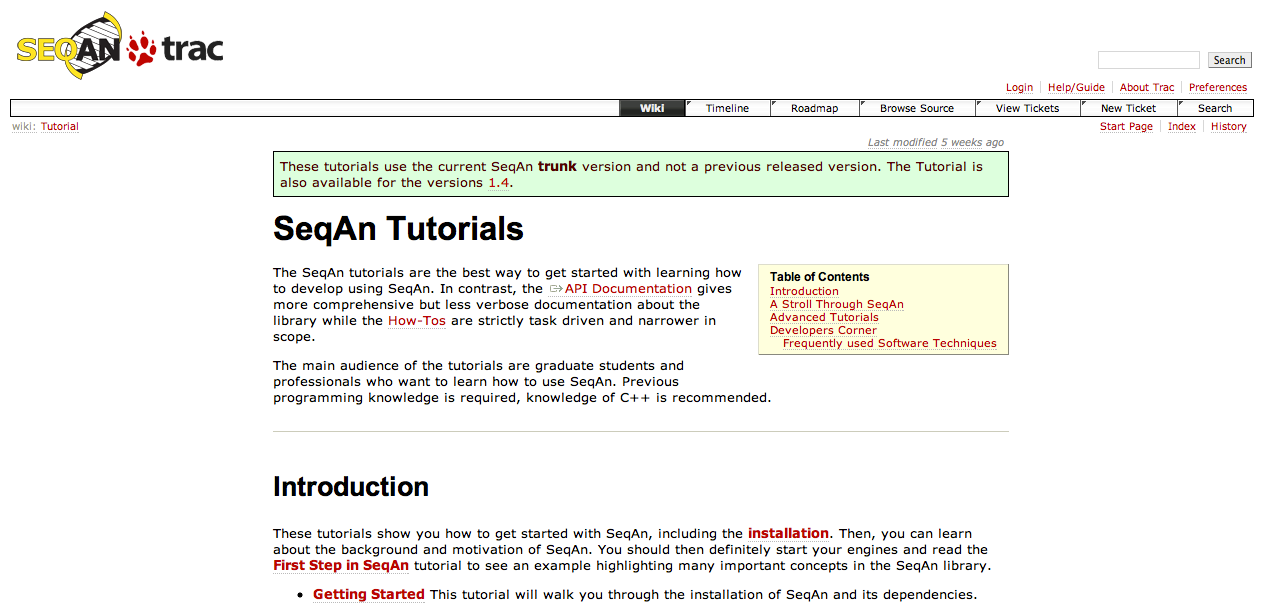 SEQAN trac
Search
Login Help/Guide About Trac Preferences
Wiki Timeline Roadmap Browse Source View Tickets New Ticket Search
wiki: Tutorial
Start Page Index History
Last modified 5 weeks ago
These tutorials use the current SeqAn trunk version and not a previous released version. The Tutorial is
also available for the versions 1.4.
SeqAn Tutorials
The SeqAn tutorials are the best way to get started with learning how
to develop using SeqAn. In contrast, the API Documentation gives
more comprehensive but less verbose documentation about the
library while the How-Tos are strictly task driven and narrower in
scope.
Table of Contents
Introduction
A Stroll Through SeqAn
Advanced Tutorials
Developers Corner
Frequently used Software Techniques
The main audience of the tutorials are graduate students and
professionals who want to learn how to use SeqAn. Previous
programming knowledge is required, knowledge of C++ is recommended.
Introduction
These tutorials show you how to get started with SeqAn, including the installation. Then, you can learn
about the background and motivation of SeqAn. You should then definitely start your engines and read the
First Step in SeqAn tutorial to see an example highlighting many important concepts in the SeqAn library.
• Getting Started This tutorial will walk you through the installation of SeqAn and its dependencies.